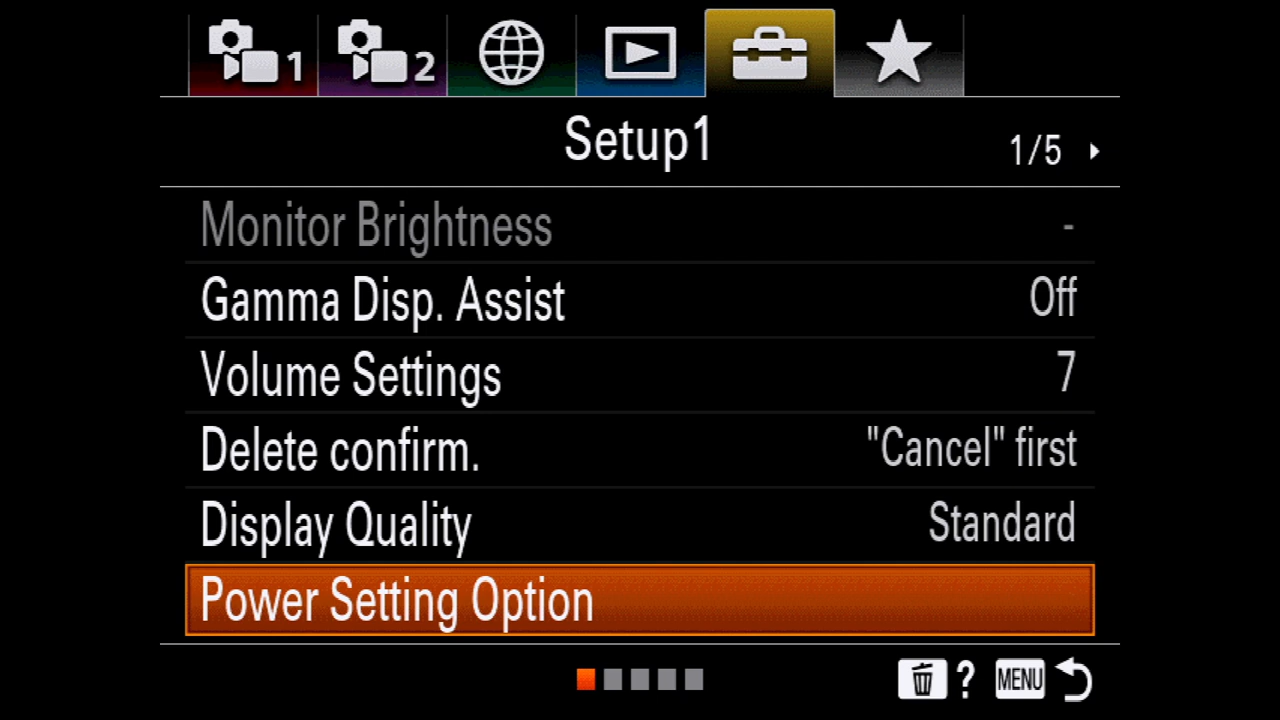 1 2
Setup1
1/5
Monitor Brightness -
Gamma Disp. Assist Off
Volume Settings 7
Delete confirm. "Cancel" first
Display Quality Standard
Power Setting Option
? MENU